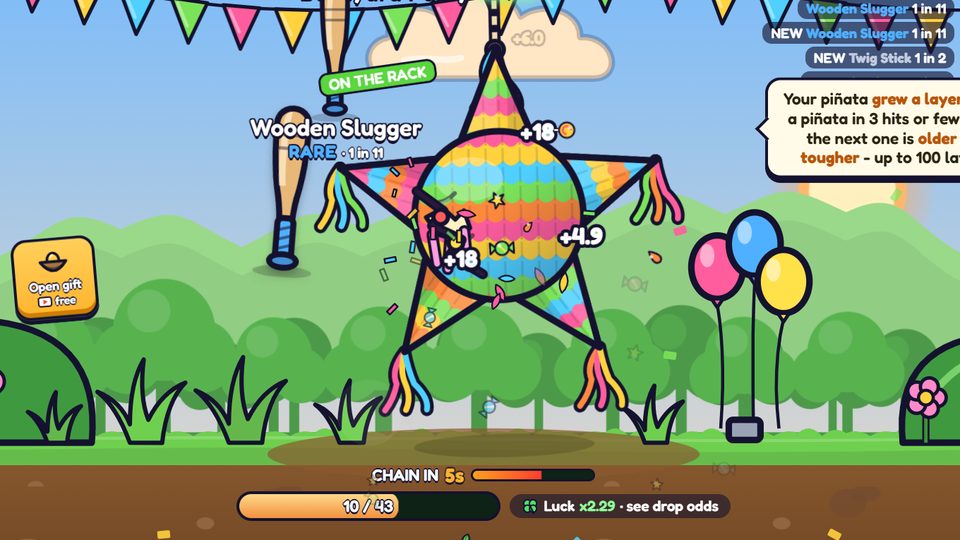 +6.0
Wooden Slugger 1 in 11
NEW Wooden Slugger 1 in 11
NEW Twig Stick 1 in 2
ON THE RACK
Your piñata grew a layer
a piñata in 3 hits or few
the next one is older
tougher - up to 100 la
Wooden Slugger
RARE · 1 in 11
+18
+4.9
+18
Open gift
free
CHAIN IN 5s
10 / 43
Luck x2.29 · see drop odds